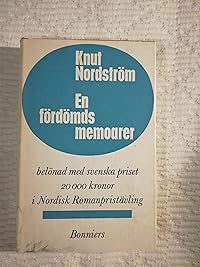 Knut
Nordström
En
fördömds
memoarer
belönad med svenska priset
20 000 kronor
i Nordisk Romanpristävling
Bonniers